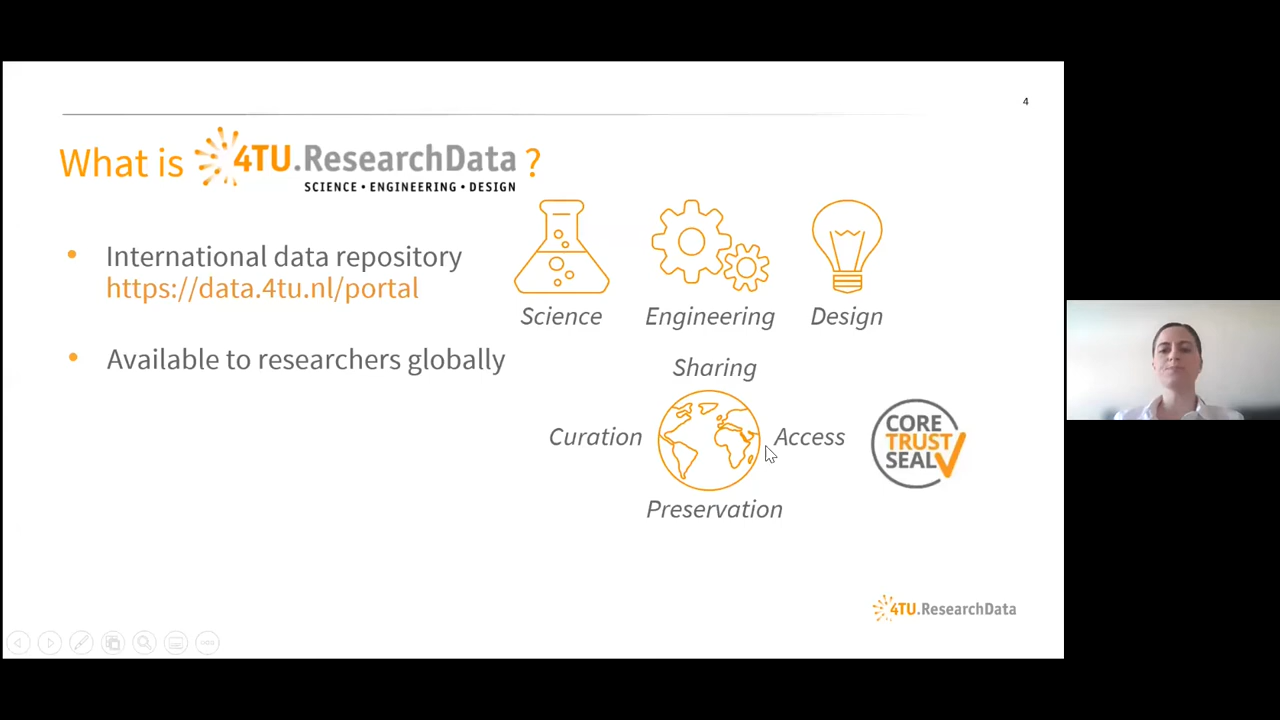 4
What is 4TU.ResearchData ?
SCIENCE • ENGINEERING • DESIGN
• International data repository
https://data.4tu.nl/portal
Science Engineering Design
• Available to researchers globally
Sharing
Curation Access
CORE
TRUST
SEAL
Preservation
4TU.ResearchData